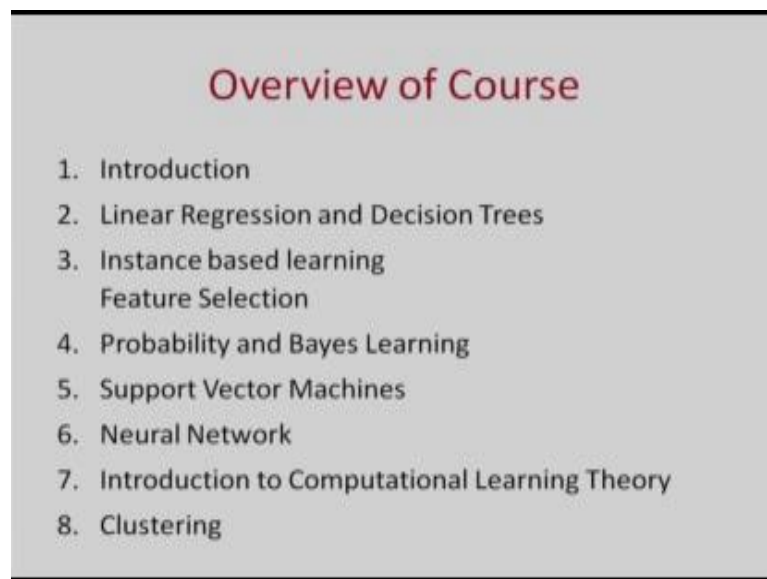 Overview of Course
1. Introduction
2. Linear Regression and Decision Trees
3. Instance based learning
Feature Selection
4. Probability and Bayes Learning
5. Support Vector Machines
6. Neural Network
7. Introduction to Computational Learning Theory
8. Clustering